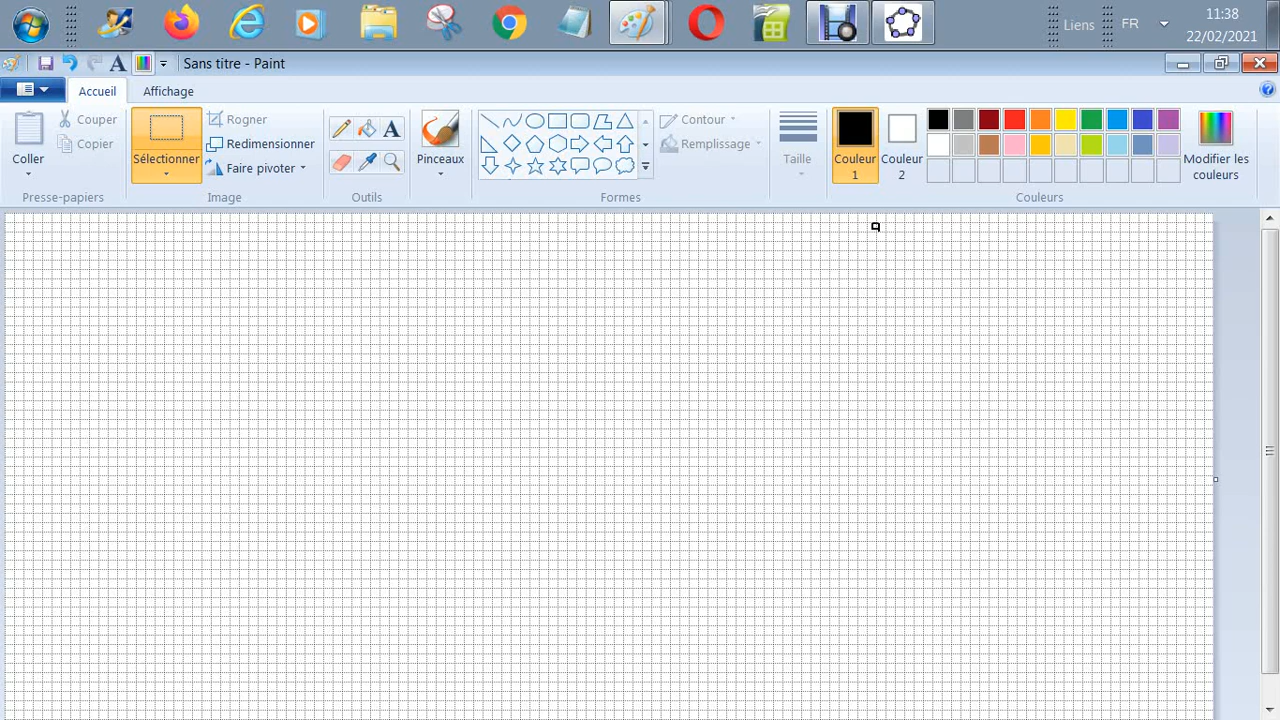 Liens
FR
11:38
22/02/2021
Sans titre - Paint
Accueil
Affichage
Coller
Couper
Copier
Presse-papiers
Sélectionner
Rogner
Redimensionner
Faire pivoter
Image
Outils
Pinceaux
Formes
Contour
Remplissage
Taille
Couleur 1
Couleur 2
Modifier les couleurs
Couleurs